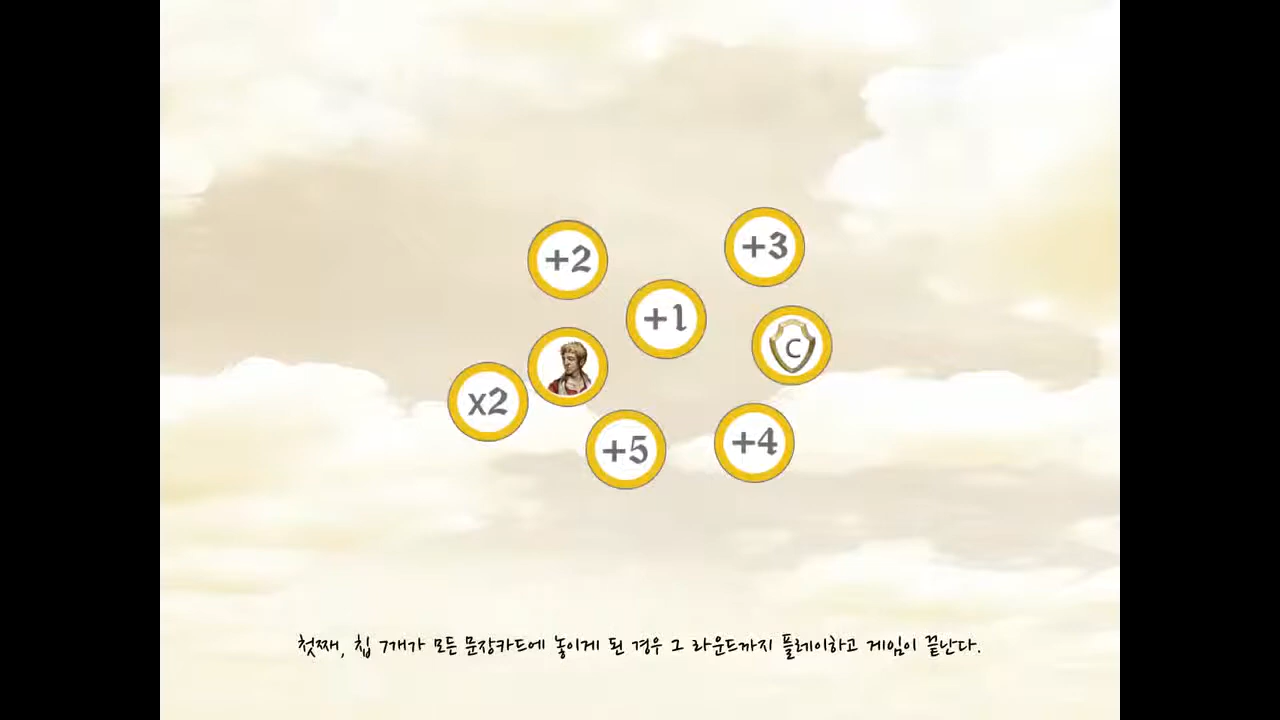 +2
+3
+1
C
x2
+5
+4
첫째, 칩 7개가 모든 문장카드에 놓이게 된 경우 그 라운드까지 플레이하고 게임이 끝난다.